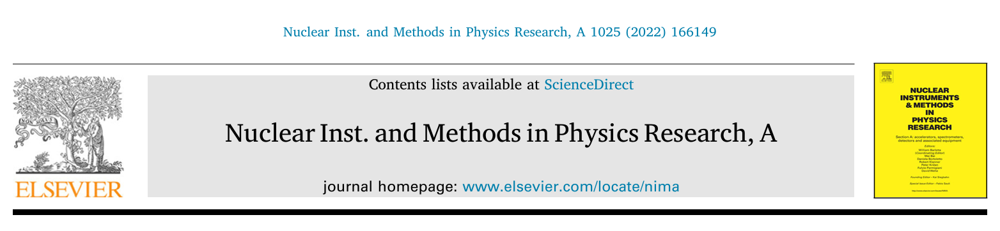 Nuclear Inst. and Methods in Physics Research, A 1025 (2022) 166149
Contents lists available at ScienceDirect
Nuclear Inst. and Methods in Physics Research, A
journal homepage: www.elsevier.com/locate/nima
NON SOLUS
ELSEVIER
NUCLEAR
INSTRUMENTS
& METHODS
IN
PHYSICS
RESEARCH
Section A: accelerators, spectrometers,
detectors and associated equipment
Editors:
William Barletta
(Coordinating Editor)
Mei Bai
Daniela Bortoletto
Robert Klanner
Peter Križan
Fulvio Parmigiani
David Wehe
Founding Editor – Kai Siegbahn
Special Issue Editor – Fabio Sauli